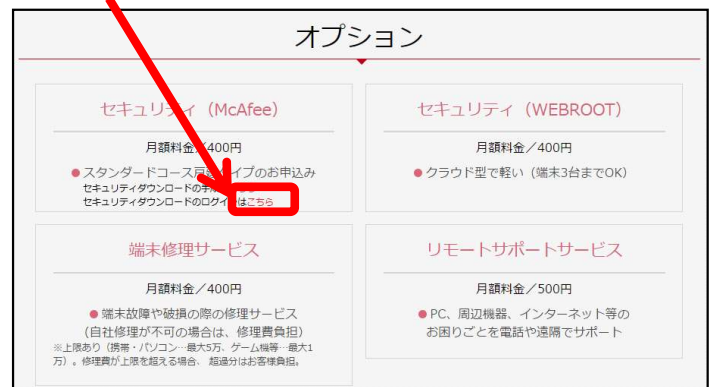 オプション
セキュリティ（McAfee）
月額料金／400円
●スタンダードコース戸建タイプのお申込み
セキュリティダウンロードの手順
セキュリティダウンロードのログインはこちら
セキュリティ（WEBROOT）
月額料金／400円
●クラウド型で軽い（端末3台までOK）
端末修理サービス
月額料金／400円
●端末故障や破損の際の修理サービス
（自社修理が不可の場合は、修理費負担）
※上限あり（携帯・パソコン…最大5万、ゲーム機等…最大1
万）。修理費が上限を超える場合、超過分はお客様負担。
リモートサポートサービス
月額料金／500円
●PC、周辺機器、インターネット等の
お困りごとを電話や遠隔でサポート